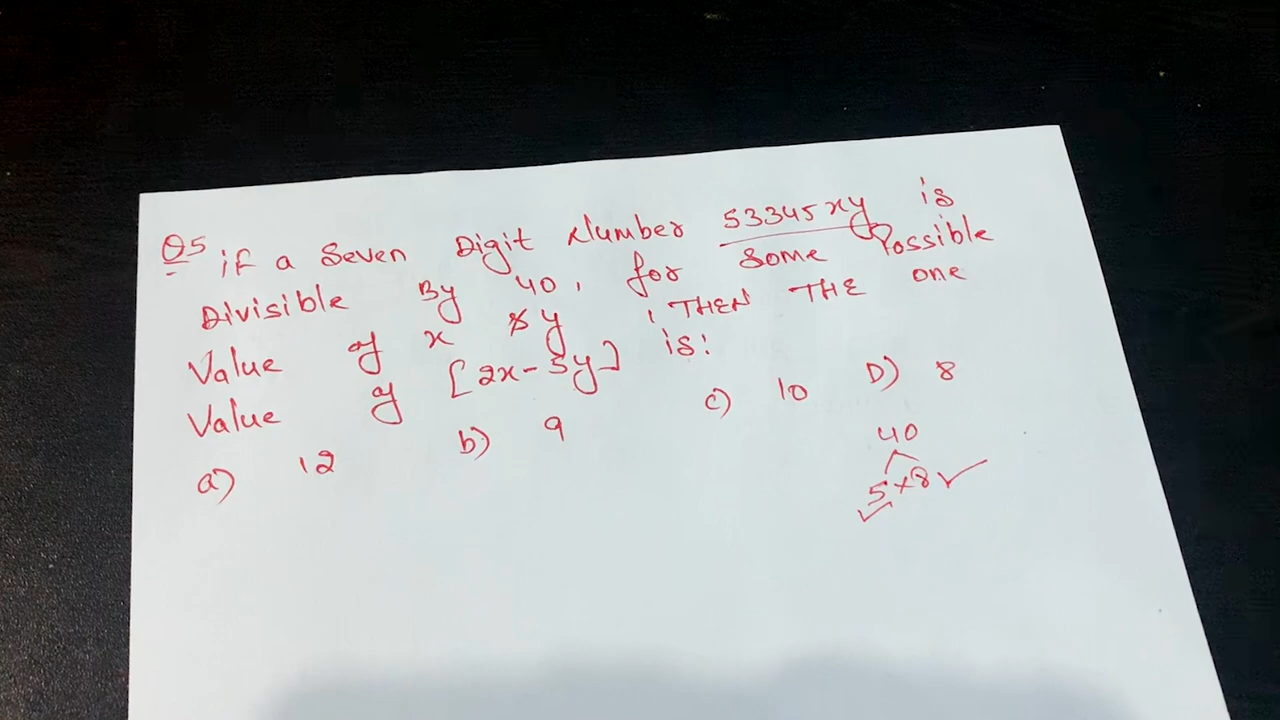 Q5 if a Seven Digit Number 53345xy is
Divisible By 40, for Some Possible
Value of x & y, THEN THE one
Value of [2x-5y] is:
a) 12 b) 9 c) 10 D) 8
40
5×8